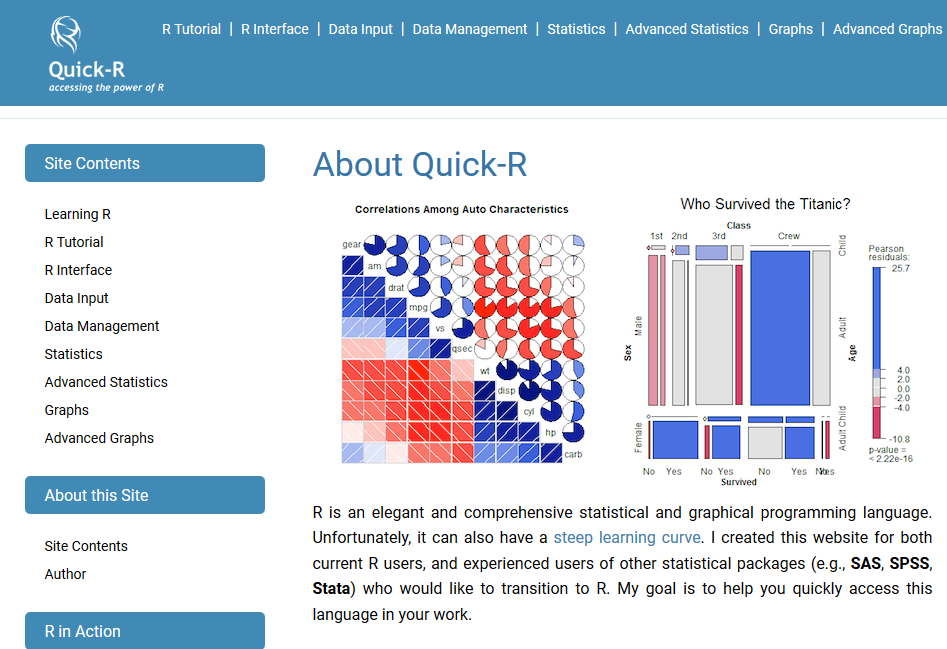 Quick-R
accessing the power of R
R Tutorial | R Interface | Data Input | Data Management | Statistics | Advanced Statistics | Graphs | Advanced Graphs
Site Contents
Learning R
R Tutorial
R Interface
Data Input
Data Management
Statistics
Advanced Statistics
Graphs
Advanced Graphs
About this Site
Site Contents
Author
R in Action
About Quick-R
Correlations Among Auto Characteristics
gear
am
drat
mpg
vs
qsec
wt
disp
cyl
hp
carb
Who Survived the Titanic?
Class
1st 2nd 3rd Crew
Sex
Male
Female
Child
Adult
Adult Child
Age
No Yes No Yes No Yes No Yes
Survived
Pearson
residuals:
25.7
4.0
2.0
0.0
-2.0
-4.0
-10.8
p-value =
< 2.22e-16
R is an elegant and comprehensive statistical and graphical programming language.
Unfortunately, it can also have a steep learning curve. I created this website for both
current R users, and experienced users of other statistical packages (e.g., SAS, SPSS,
Stata) who would like to transition to R. My goal is to help you quickly access this
language in your work.